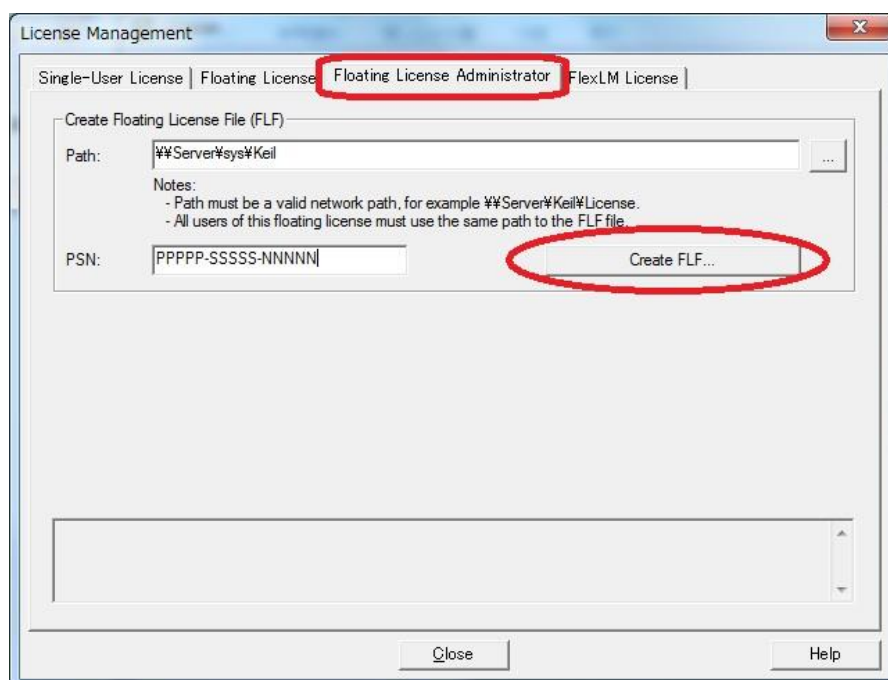 License Management
Single-User License | Floating License | Floating License Administrator | FlexLM License |
Create Floating License File (FLF)
Path: ¥¥Server¥sys¥Keil ...
Notes:
- Path must be a valid network path, for example ¥¥Server¥Keil¥License.
- All users of this floating license must use the same path to the FLF file.
PSN: PPPPP-SSSSS-NNNNN Create FLF...
Close Help